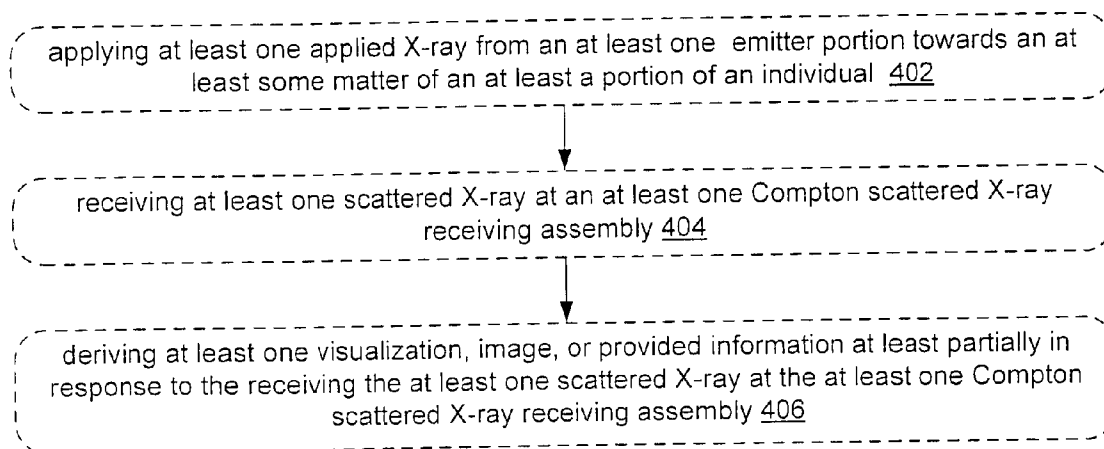 applying at least one applied X-ray from an at least one emitter portion towards an at
least some matter of an at least a portion of an individual 402
receiving at least one scattered X-ray at an at least one Compton scattered X-ray
receiving assembly 404
deriving at least one visualization, image, or provided information at least partially in
response to the receiving the at least one scattered X-ray at the at least one Compton
scattered X-ray receiving assembly 406